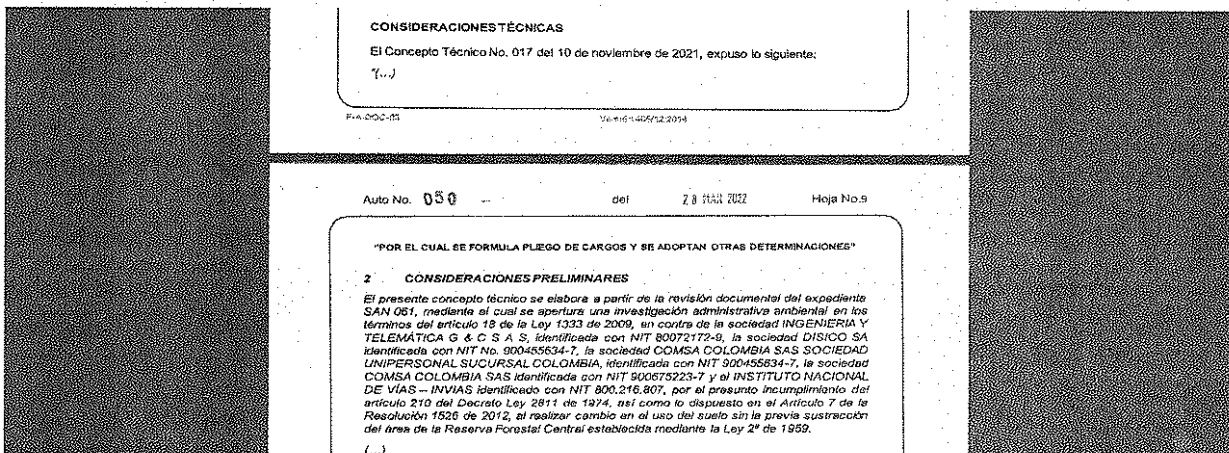 CONSIDERACIONES TÉCNICAS
El Concepto Técnico No. 017 del 10 de noviembre de 2021, expuso lo siguiente:
"(...)
F-A-DOC-03
Auto No. 050 del 28 MAR 2022 Hoja No.9
"POR EL CUAL SE FORMULA PLIEGO DE CARGOS Y SE ADOPTAN OTRAS DETERMINACIONES"
2 CONSIDERACIONES PRELIMINARES
El presente concepto técnico se elabora a partir de la revisión documental del expediente
SAN 061, mediante el cual se apertura una investigación administrativa ambiental en los
términos del artículo 18 de la Ley 1333 de 2009, en contra de la sociedad INGENIERIA Y
TELEMÁTICA G & C S A S, identificada con NIT 80072172-9, la sociedad DISICO SA
identificada con NIT No. 900455634-7, la sociedad COMSA COLOMBIA SAS SOCIEDAD
UNIPERSONAL SUCURSAL COLOMBIA, identificada con NIT 900455634-7, la sociedad
COMSA COLOMBIA SAS identificada con NIT 900675223-7 y el INSTITUTO NACIONAL
DE VÍAS – INVIAS identificado con NIT 800.216.807, por el presunto incumplimiento del
artículo 210 del Decreto Ley 2811 de 1974, así como lo dispuesto en el Artículo 7 de la
Resolución 1526 de 2012, al realizar cambio en el uso del suelo sin la previa sustracción
del área de la Reserva Forestal Central establecida mediante la Ley 2ª de 1959.
(...)